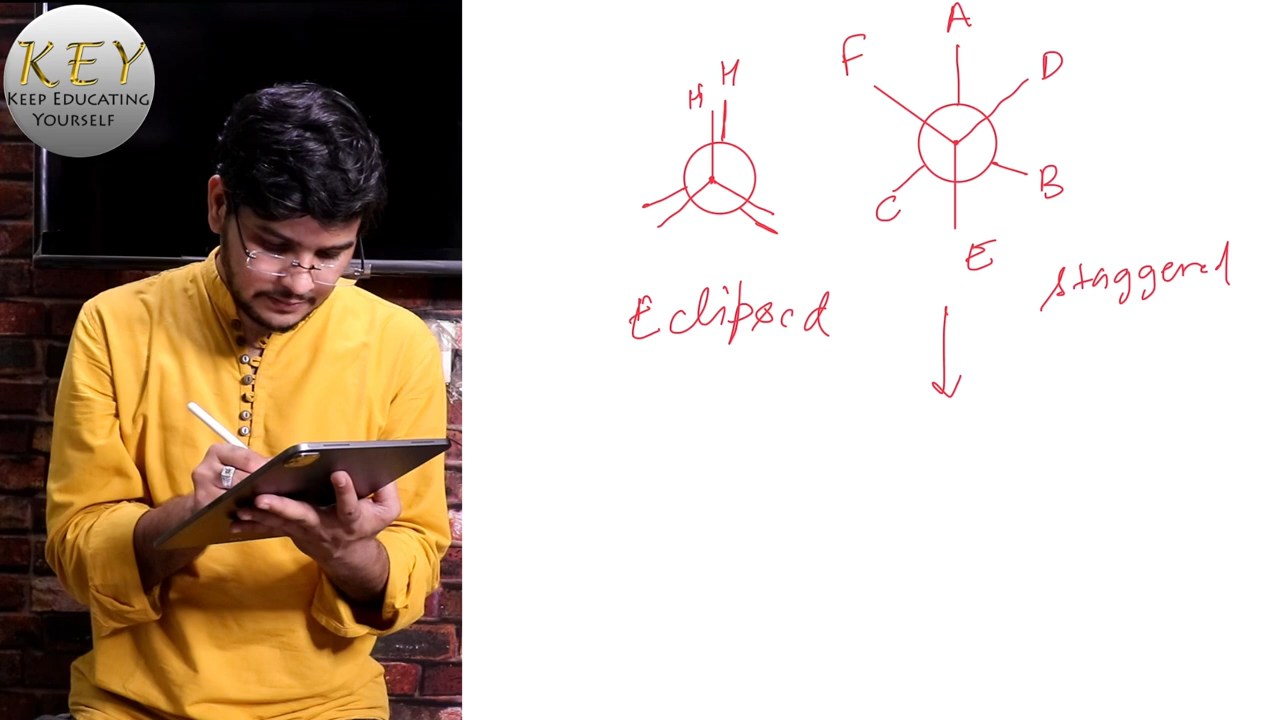 KEY
KEEP EDUCATING
YOURSELF
H H
Eclipsed
A
F
D
C
B
E
staggered